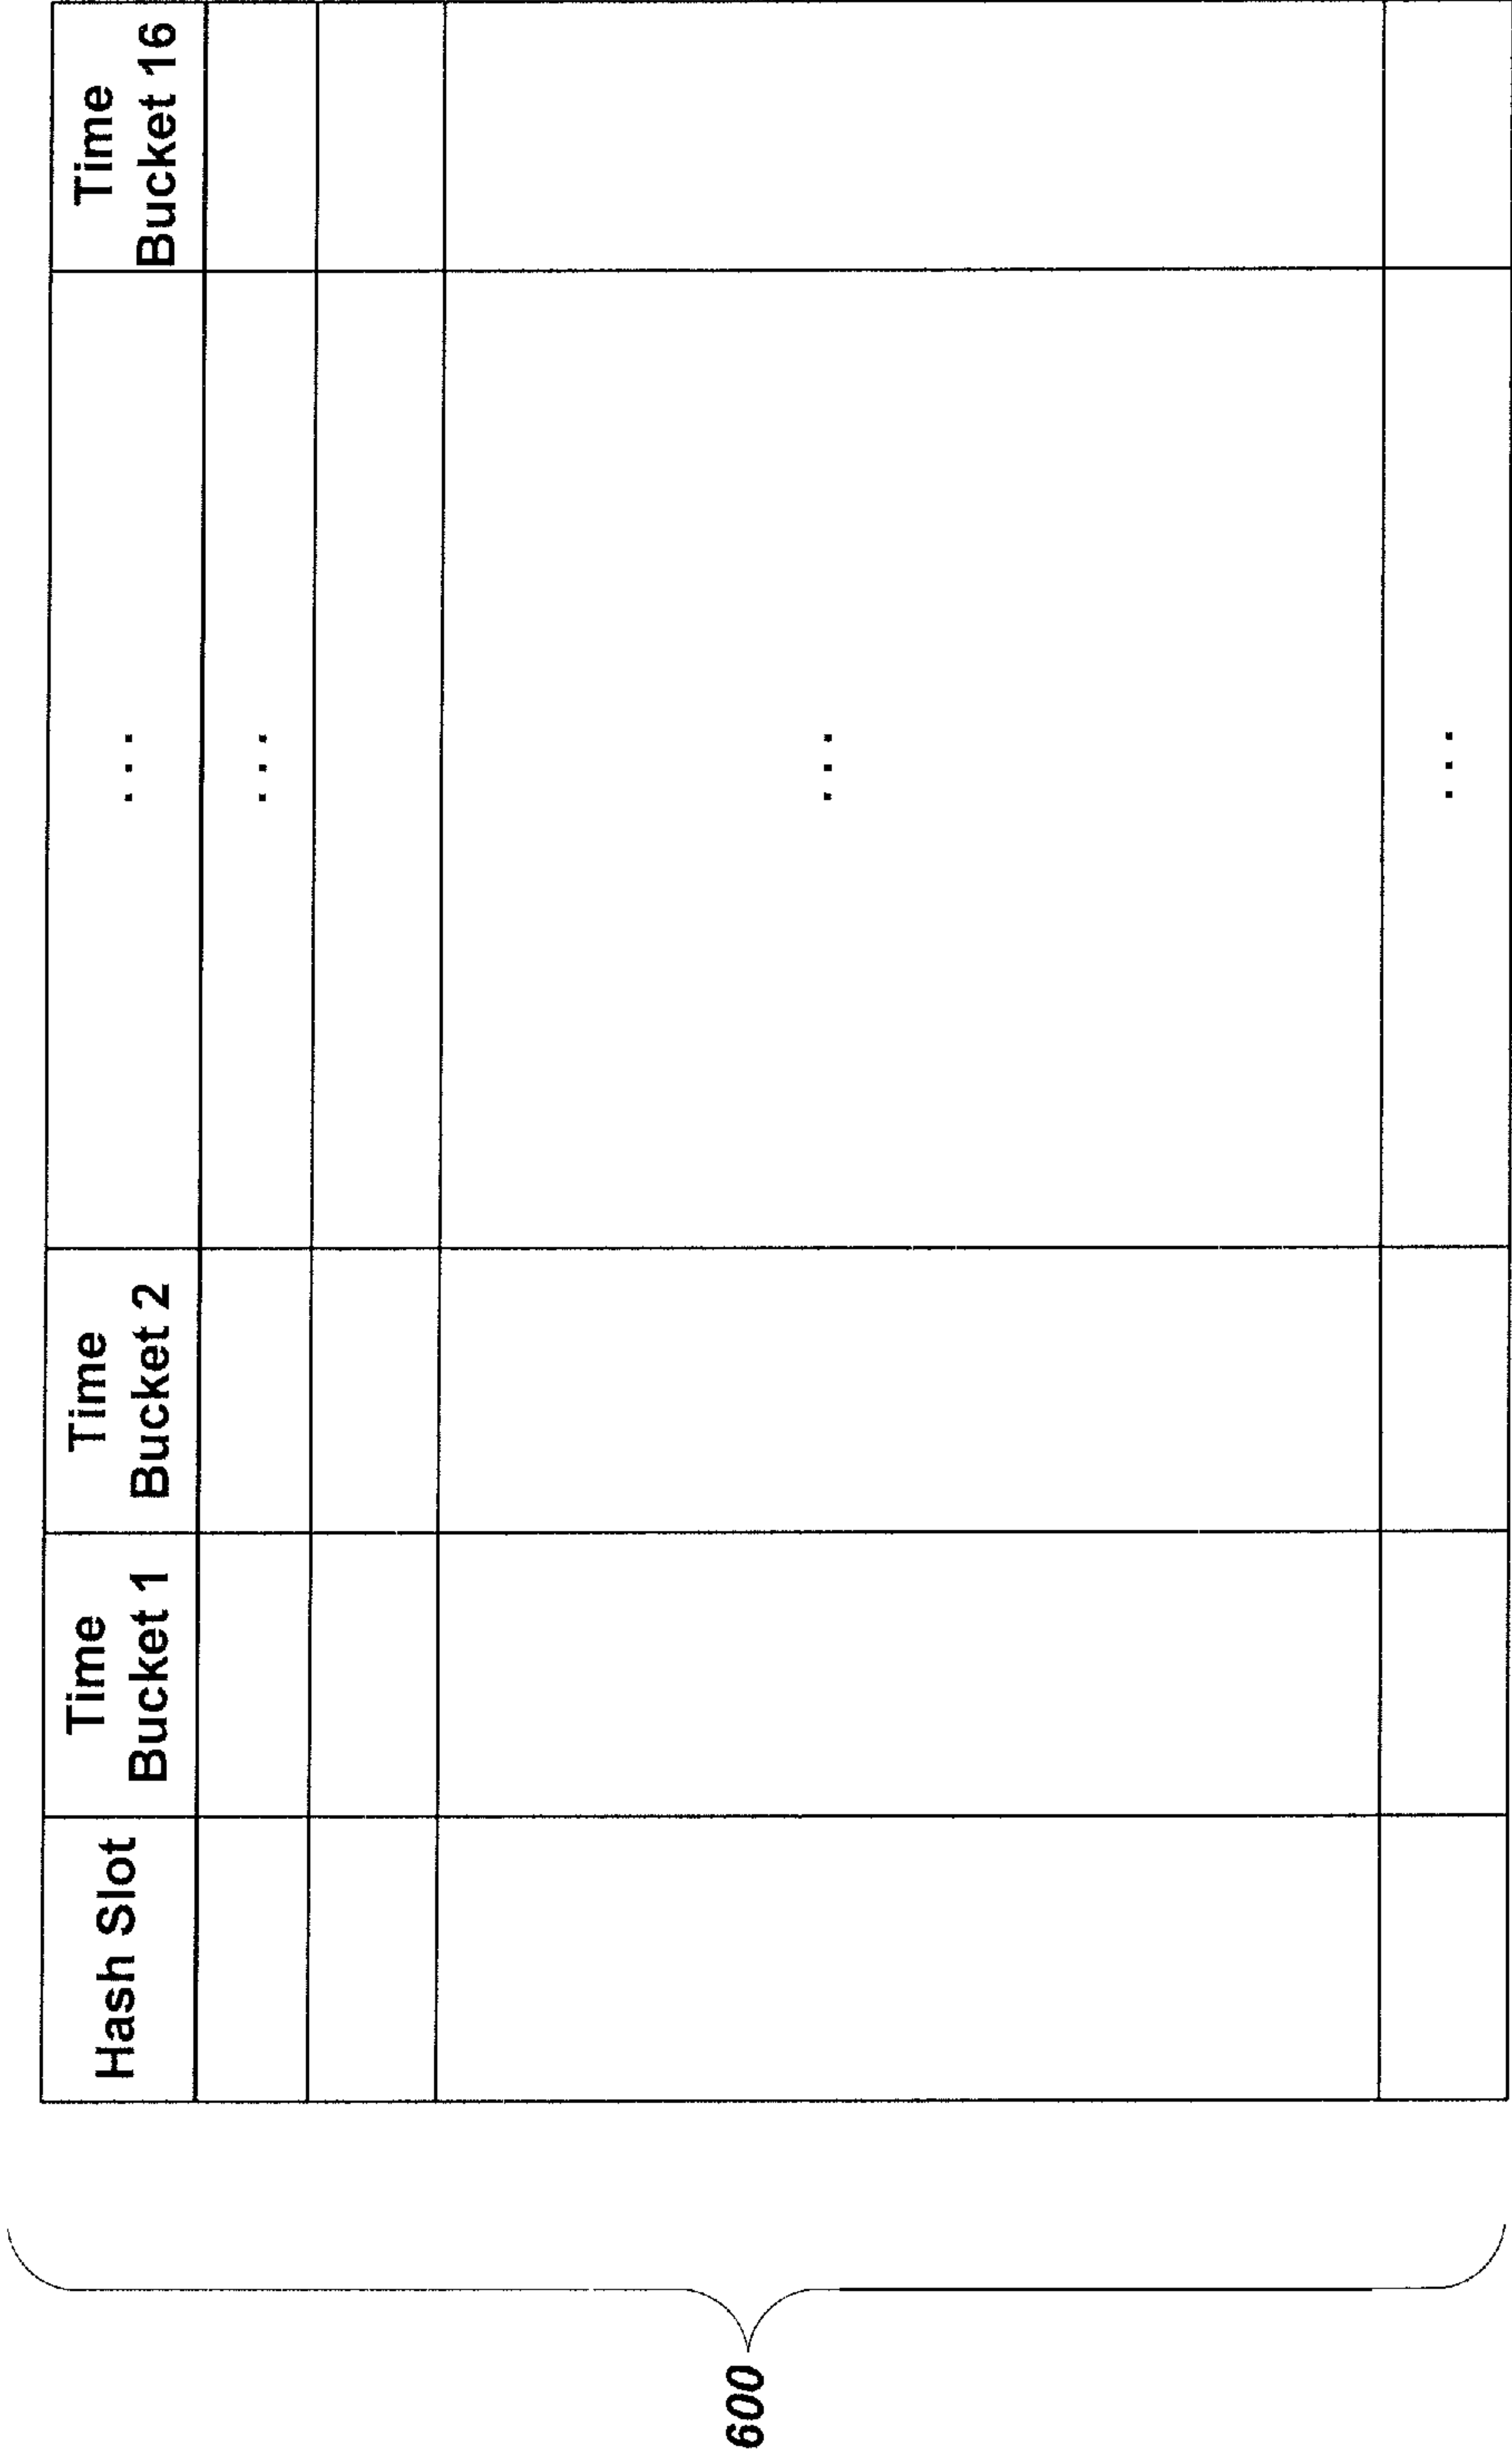 Hash Slot
Time
Bucket 1
Time
Bucket 2
...
Time
Bucket 16
...
...
...
600